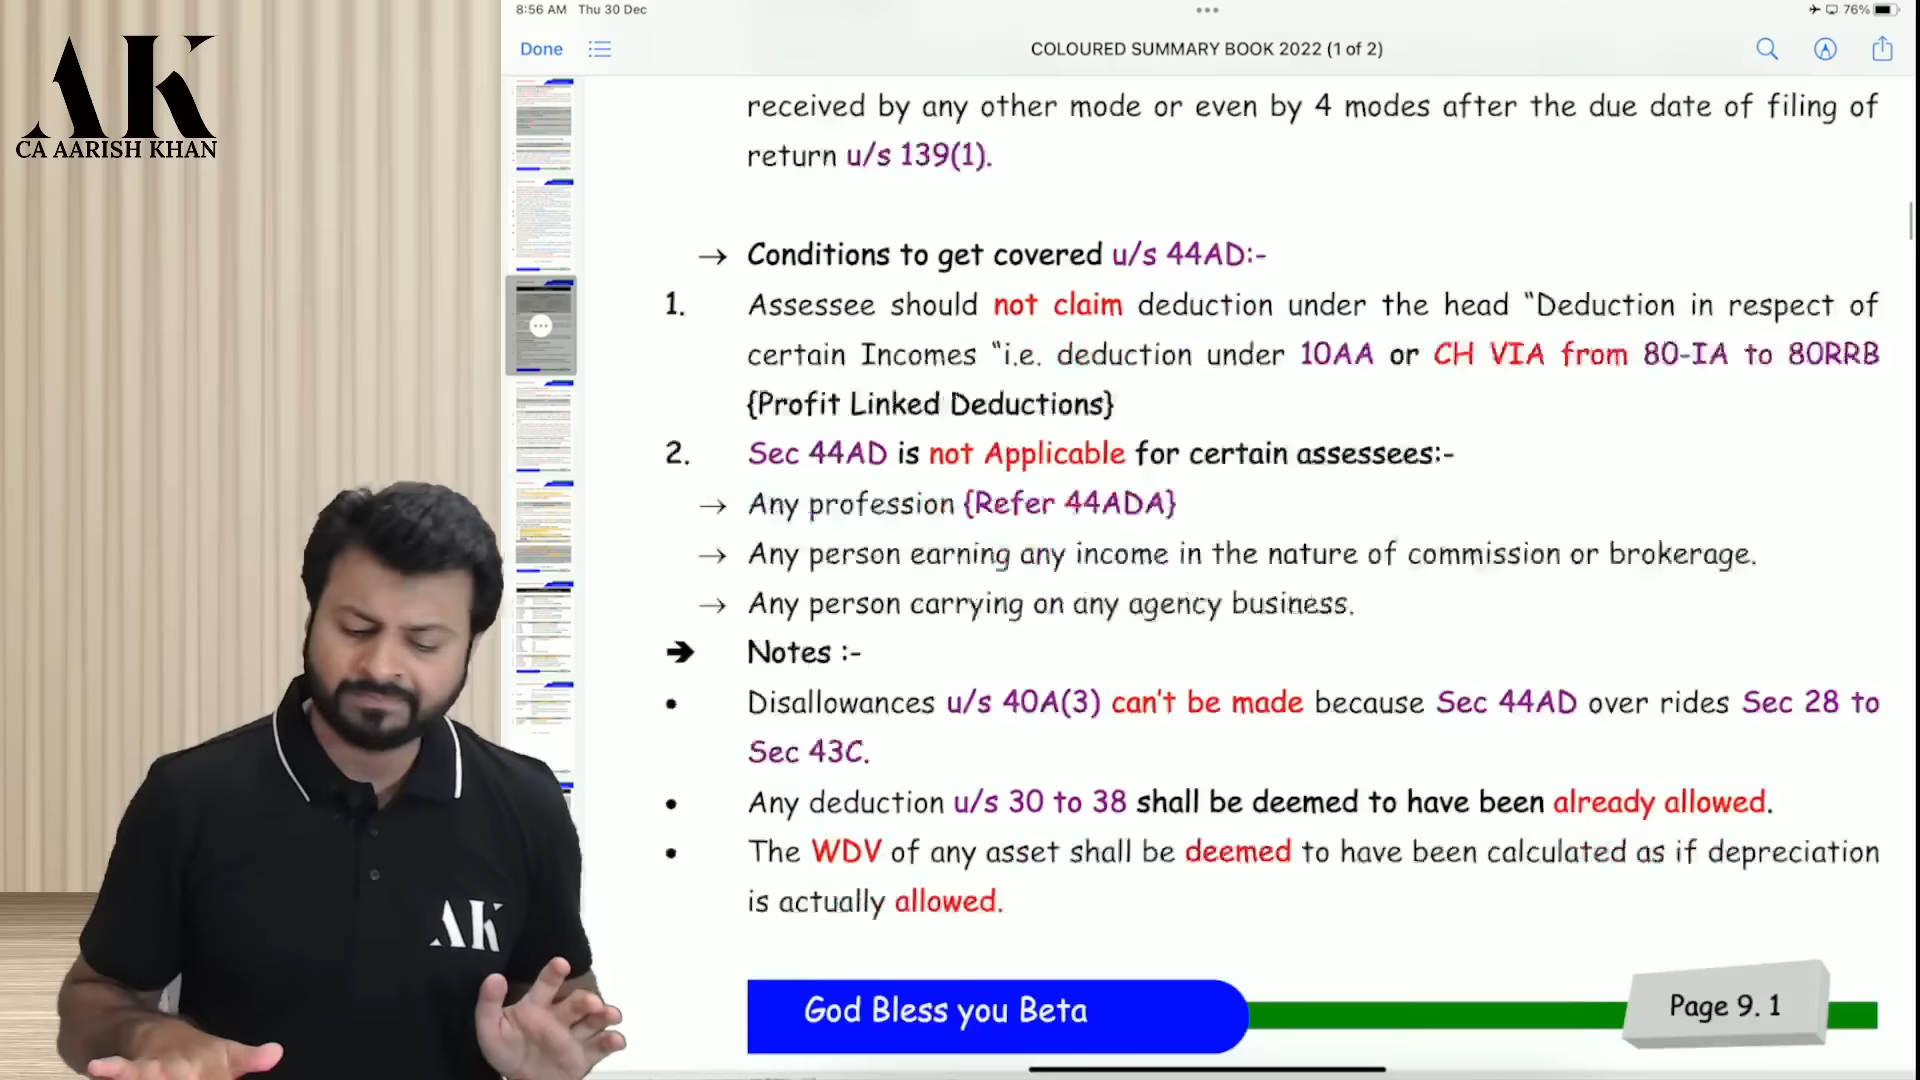 8:56 AM Thu 30 Dec
76%
Done
COLOURED SUMMARY BOOK 2022 (1 of 2)
AK
CA AARISH KHAN
received by any other mode or even by 4 modes after the due date of filing of
return u/s 139(1).
→ Conditions to get covered u/s 44AD:-
1. Assessee should not claim deduction under the head "Deduction in respect of
certain Incomes "i.e. deduction under 10AA or CH VIA from 80-IA to 80RRB
{Profit Linked Deductions}
2. Sec 44AD is not Applicable for certain assessees:-
→ Any profession {Refer 44ADA}
→ Any person earning any income in the nature of commission or brokerage.
→ Any person carrying on any agency business.
➔ Notes :-
• Disallowances u/s 40A(3) can't be made because Sec 44AD over rides Sec 28 to
Sec 43C.
• Any deduction u/s 30 to 38 shall be deemed to have been already allowed.
• The WDV of any asset shall be deemed to have been calculated as if depreciation
is actually allowed.
AK
God Bless you Beta
Page 9. 1